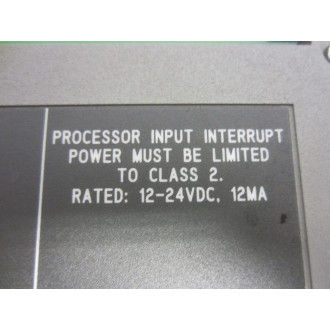 PROCESSOR INPUT INTERRUPT
POWER MUST BE LIMITED
TO CLASS 2.
RATED: 12-24VDC, 12MA